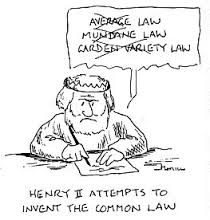 AVERAGE LAW
MUNDANE LAW
GARDEN VARIETY LAW
HENRY II ATTEMPTS TO
INVENT THE COMMON LAW